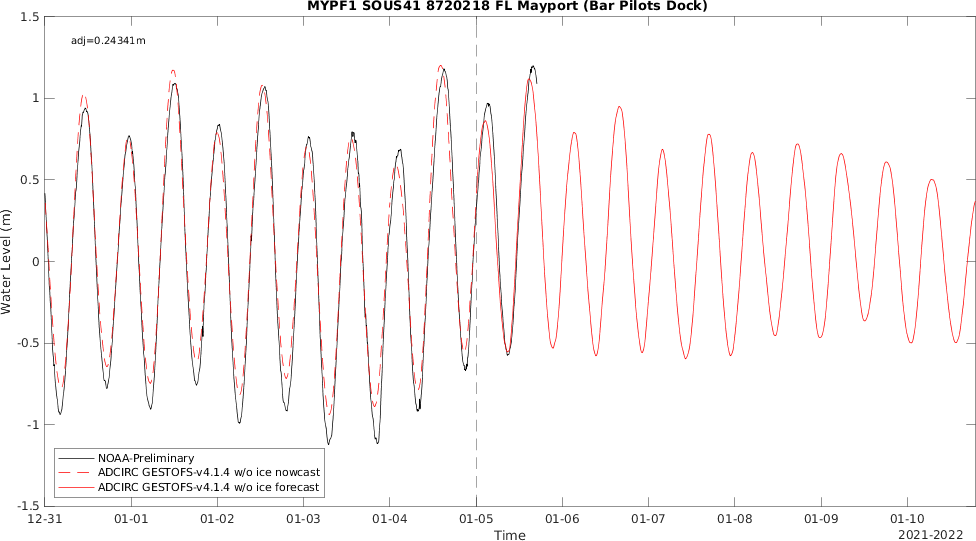 MYPF1 SOUS41 8720218 FL Mayport (Bar Pilots Dock)
1.5
adj=0.24341m
1
0.5
Water Level (m)
0
-0.5
-1
NOAA-Preliminary
ADCIRC GESTOFS-v4.1.4 w/o ice nowcast
ADCIRC GESTOFS-v4.1.4 w/o ice forecast
-1.5
12-31 01-01 01-02 01-03 01-04 01-05 01-06 01-07 01-08 01-09 01-10
Time
2021-2022